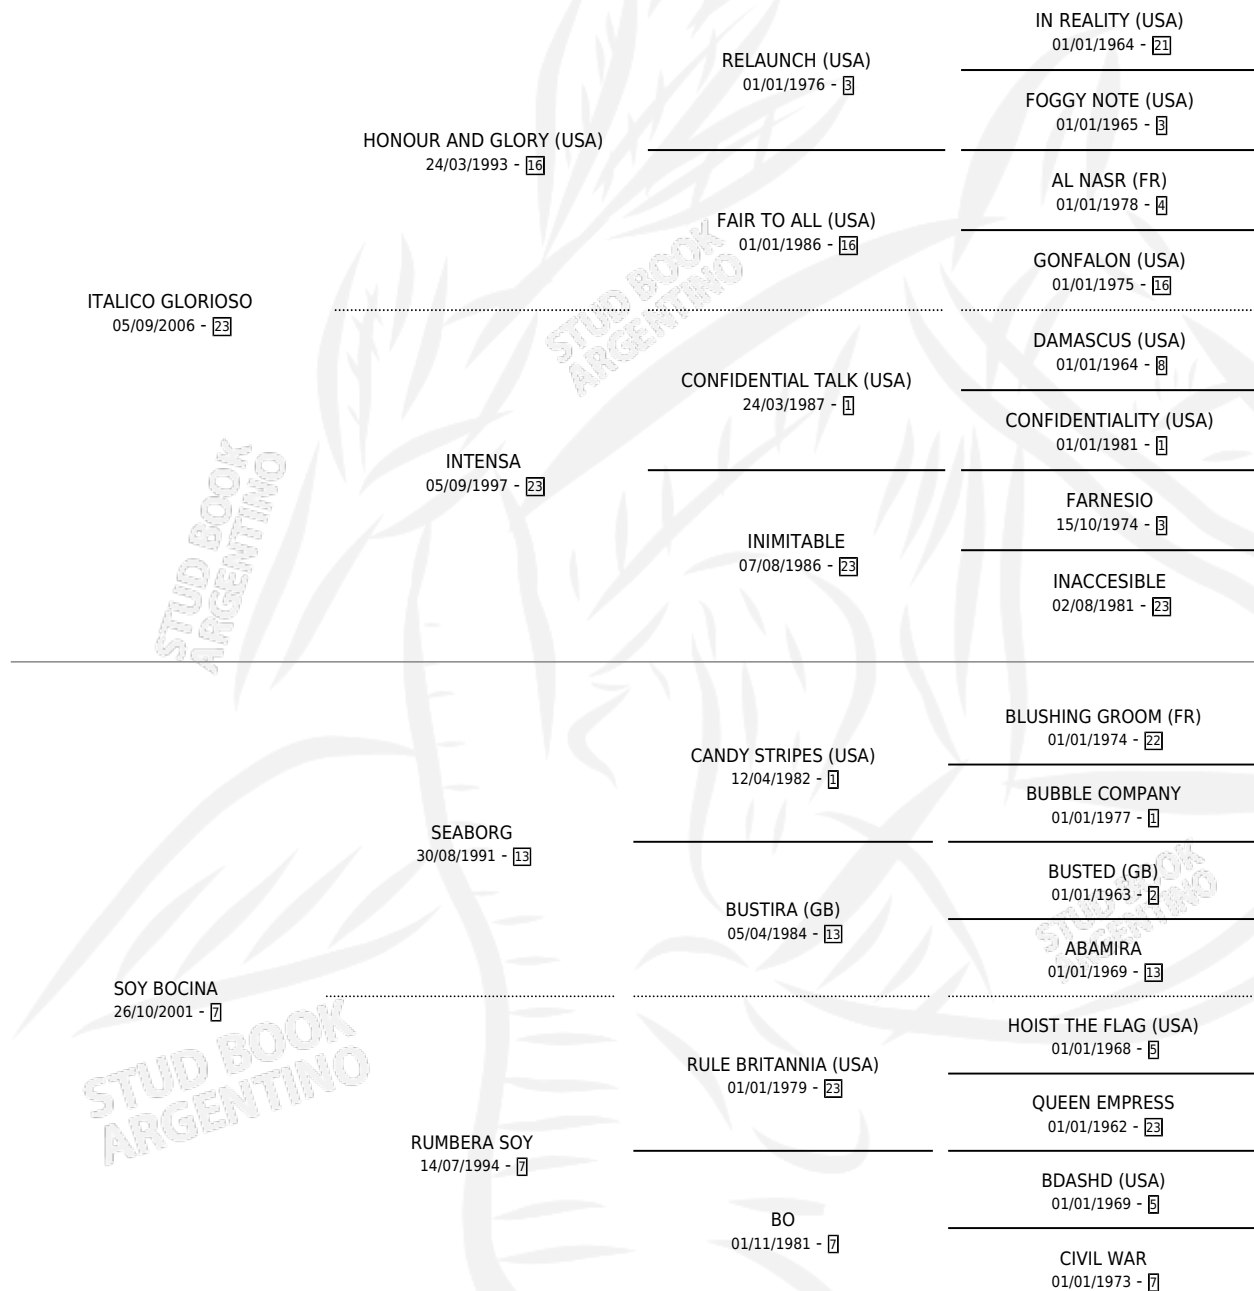 IN REALITY (USA)
01/01/1964 - 21
RELAUNCH (USA)
01/01/1976 - 3
FOGGY NOTE (USA)
01/01/1965 - 3
HONOUR AND GLORY (USA)
24/03/1993 - 16
AL NASR (FR)
01/01/1978 - 4
FAIR TO ALL (USA)
01/01/1986 - 16
GONFALON (USA)
01/01/1975 - 16
ITALICO GLORIOSO
05/09/2006 - 23
DAMASCUS (USA)
01/01/1964 - 8
CONFIDENTIAL TALK (USA)
24/03/1987 - 1
CONFIDENTIALITY (USA)
01/01/1981 - 1
INTENSA
05/09/1997 - 23
FARNESIO
15/10/1974 - 3
INIMITABLE
07/08/1986 - 23
INACCESIBLE
02/08/1981 - 23
BLUSHING GROOM (FR)
01/01/1974 - 22
CANDY STRIPES (USA)
12/04/1982 - 1
BUBBLE COMPANY
01/01/1977 - 1
SEABORG
30/08/1991 - 13
BUSTED (GB)
01/01/1963 - 2
BUSTIRA (GB)
05/04/1984 - 13
ABAMIRA
01/01/1969 - 13
SOY BOCINA
26/10/2001 - 7
HOIST THE FLAG (USA)
01/01/1968 - 5
RULE BRITANNIA (USA)
01/01/1979 - 23
QUEEN EMPRESS
01/01/1962 - 23
RUMBERA SOY
14/07/1994 - 7
BDASHD (USA)
01/01/1969 - 5
BO
01/11/1981 - 7
CIVIL WAR
01/01/1973 - 7
STUD BOOK
ARGENTINO
STUD BOOK
ARGENTINO
STUD BOOK
ARGENTINO
STUD BOOK
ARGENTINO